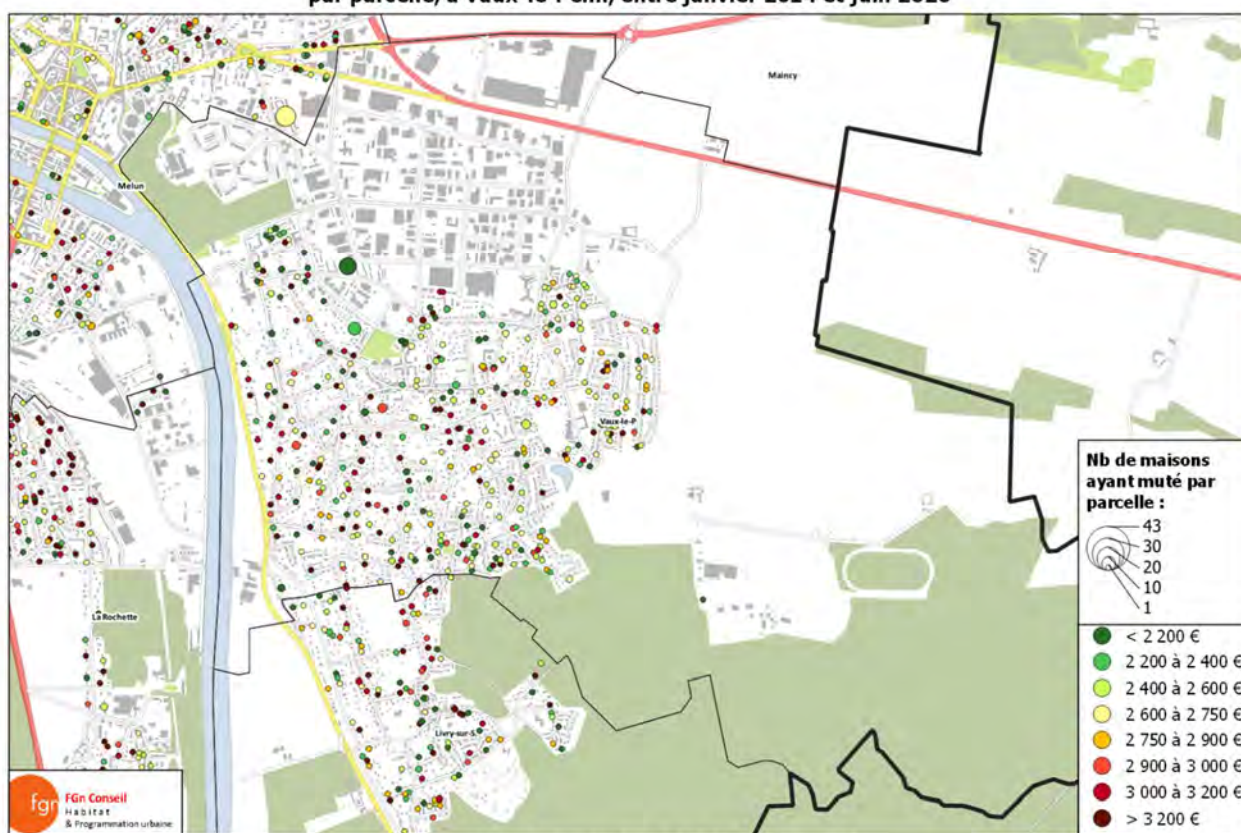 par parcelle, à Vaux-le-Pénil, entre janvier 2014 et juin 2020
Maincy
Melun
Vaux-le-P
Nb de maisons
ayant muté par
parcelle :
43
30
20
10
1
La Rochette
< 2 200 €
2 200 à 2 400 €
2 400 à 2 600 €
2 600 à 2 750 €
2 750 à 2 900 €
2 900 à 3 000 €
3 000 à 3 200 €
> 3 200 €
Livry-sur-S.
fgn
FGn Conseil
Habitat
& Programmation urbaine